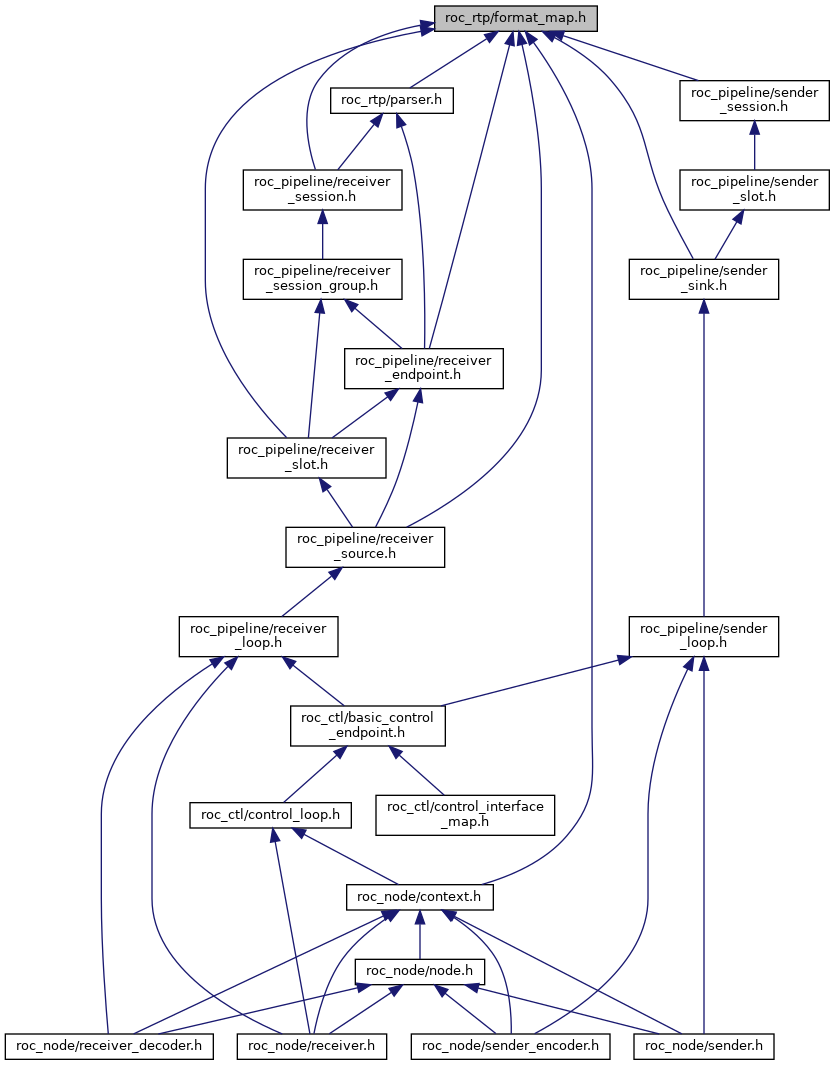 roc_rtp/format_map.h
roc_rtp/parser.h
roc_pipeline/sender
_session.h
roc_pipeline/receiver
_session.h
roc_pipeline/sender
_slot.h
roc_pipeline/receiver
_session_group.h
roc_pipeline/sender
_sink.h
roc_pipeline/receiver
_endpoint.h
roc_pipeline/receiver
_slot.h
roc_pipeline/receiver
_source.h
roc_pipeline/receiver
_loop.h
roc_pipeline/sender
_loop.h
roc_ctl/basic_control
_endpoint.h
roc_ctl/control_loop.h
roc_ctl/control_interface
_map.h
roc_node/context.h
roc_node/node.h
roc_node/receiver_decoder.h
roc_node/receiver.h
roc_node/sender_encoder.h
roc_node/sender.h